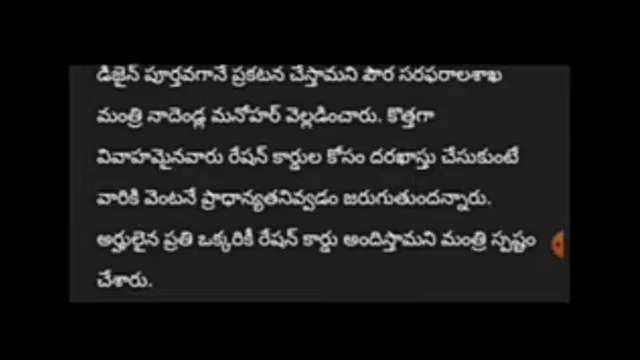 డిజైన్ పూర్తవగానే ప్రకటన చేస్తామని పౌర సరఫరాలశాఖ
మంత్రి నాదెండ్ల మనోహర్ వెల్లడించారు. కొత్తగా
వివాహమైనవారు రేషన్ కార్డుల కోసం దరఖాస్తు చేసుకుంటే
వారికి వెంటనే ప్రాధాన్యతనివ్వడం జరుగుతుందన్నారు.
అర్హులైన ప్రతి ఒక్కరికీ రేషన్ కార్డు అందిస్తామని మంత్రి స్పష్టం
చేశారు.